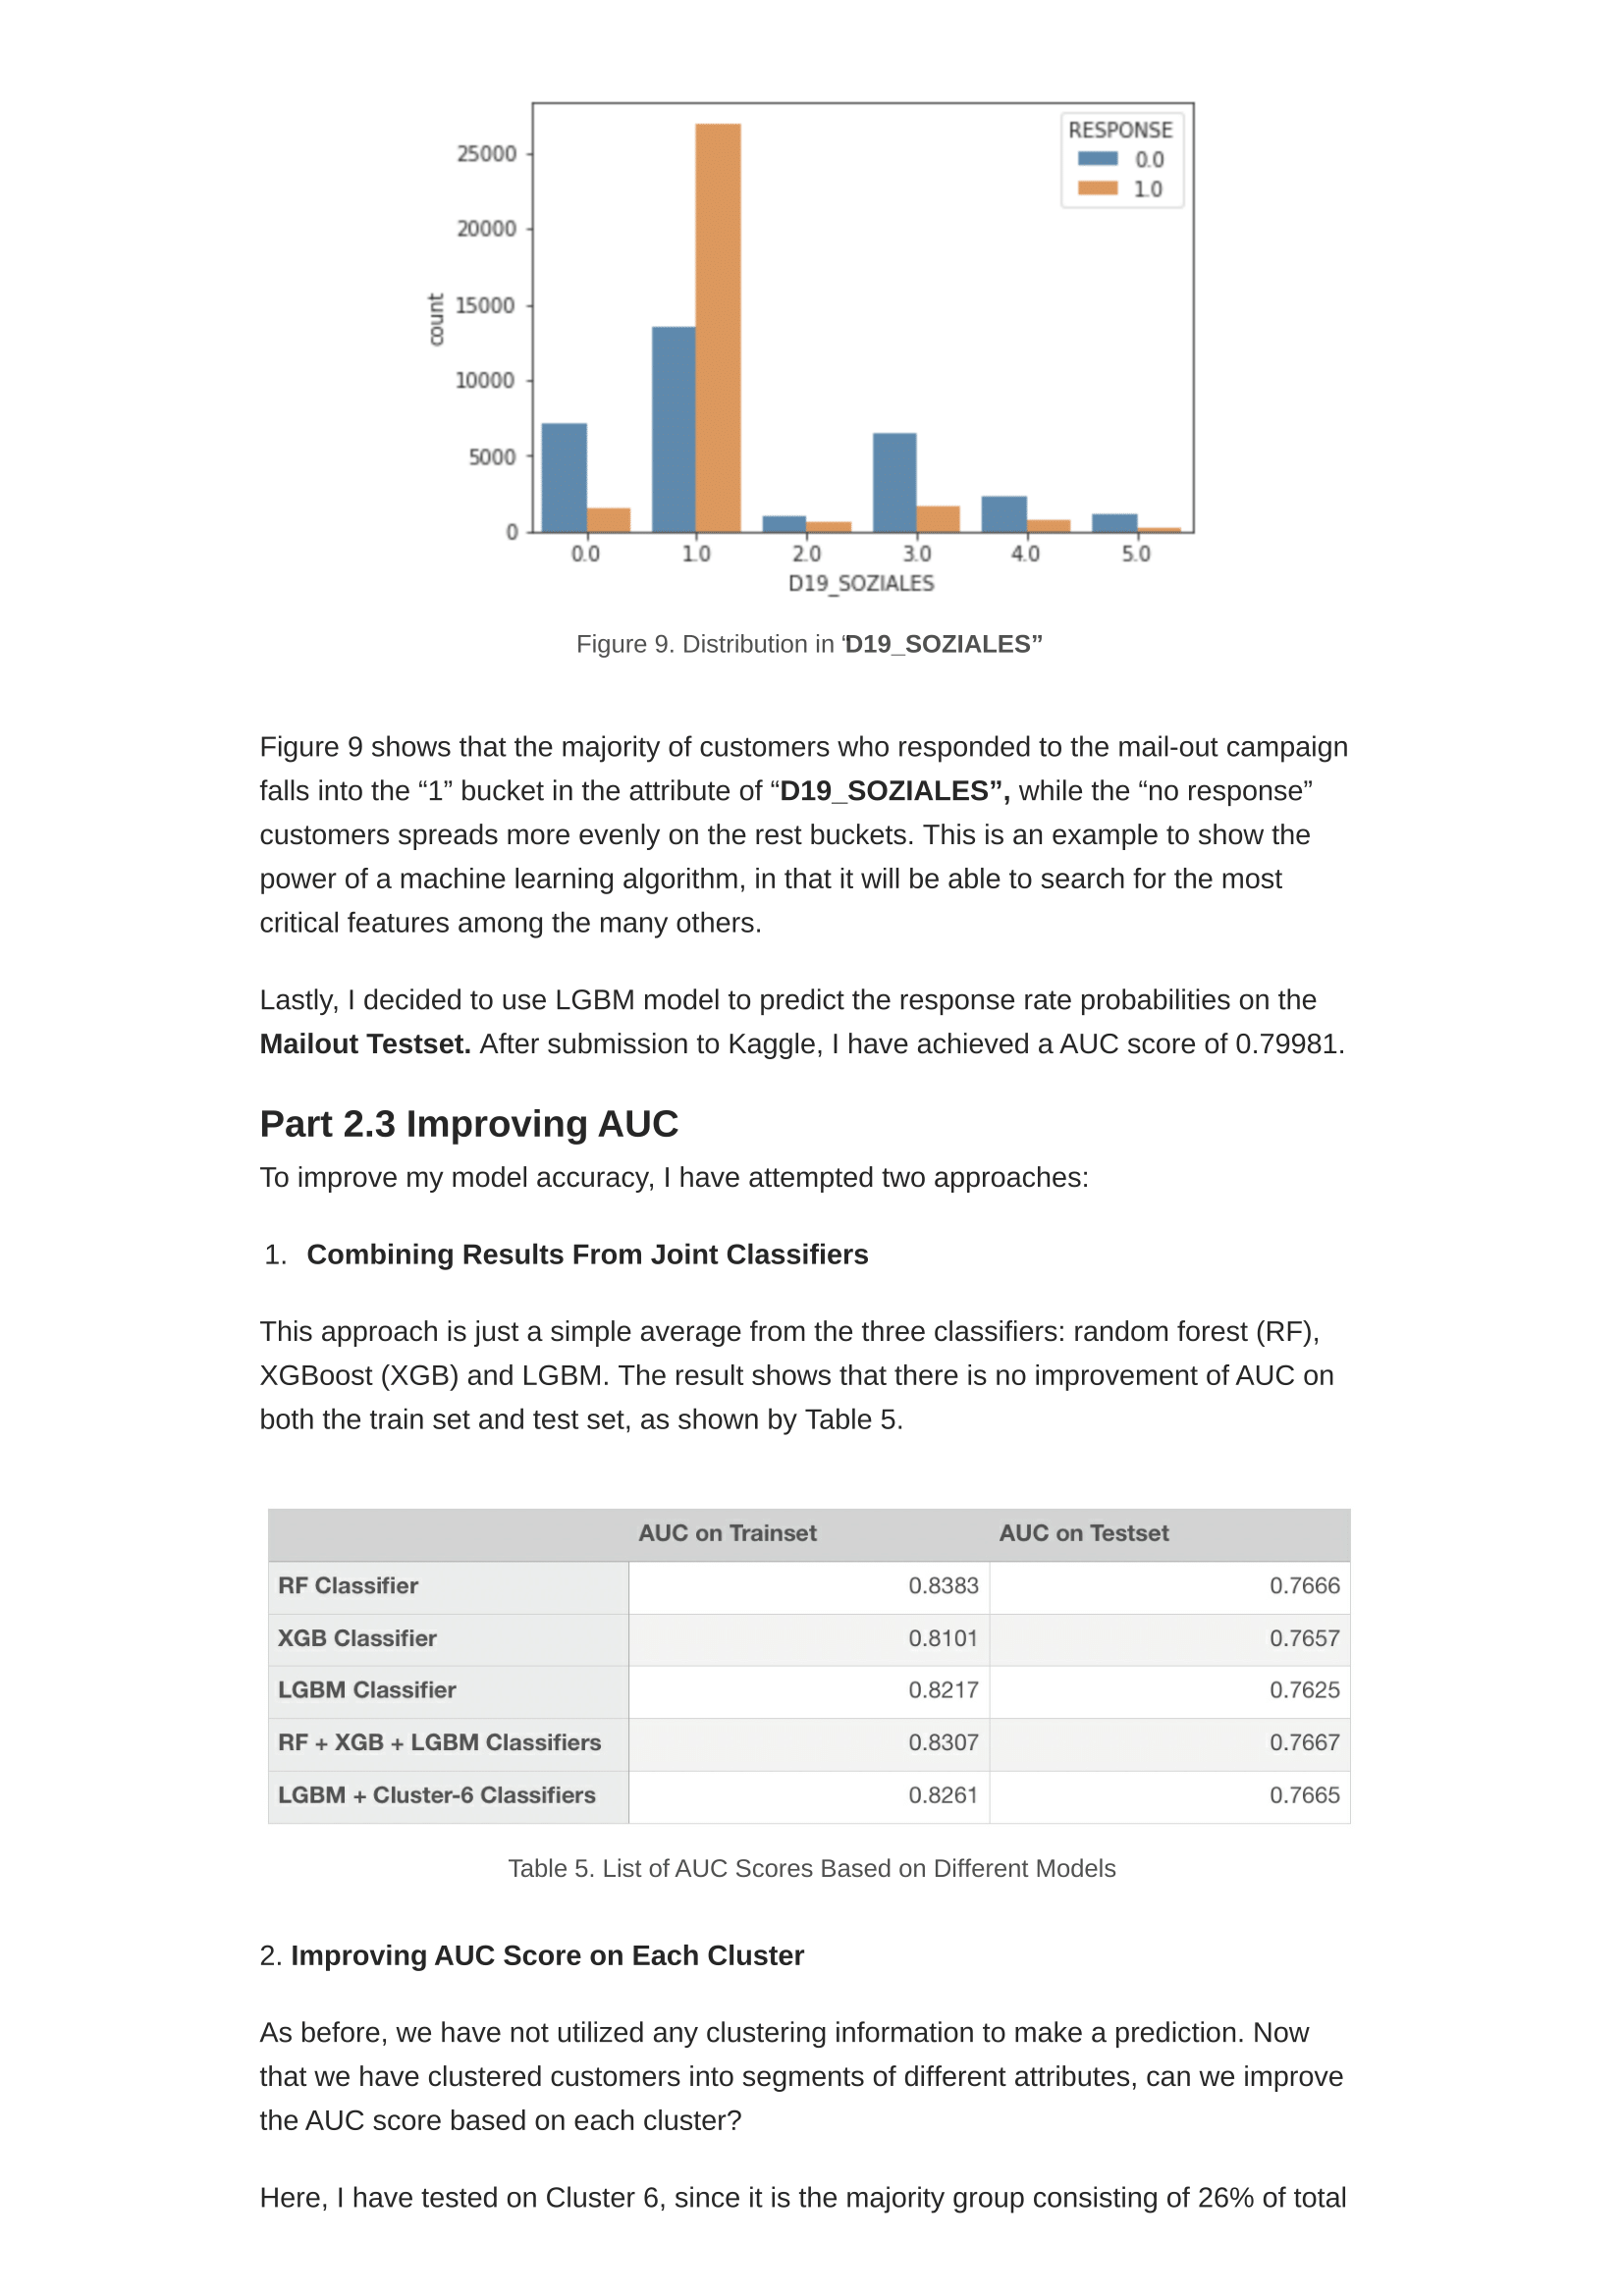 25000
20000
15000
10000
5000
0
count
RESPONSE
0.0
1.0
0.0 1.0 2.0 3.0 4.0 5.0
D19_SOZIALES
Figure 9. Distribution in “D19_SOZIALES”
Figure 9 shows that the majority of customers who responded to the mail-out campaign
falls into the “1” bucket in the attribute of “D19_SOZIALES”, while the “no response”
customers spreads more evenly on the rest buckets. This is an example to show the
power of a machine learning algorithm, in that it will be able to search for the most
critical features among the many others.
Lastly, I decided to use LGBM model to predict the response rate probabilities on the
Mailout Testset. After submission to Kaggle, I have achieved a AUC score of 0.79981.
Part 2.3 Improving AUC
To improve my model accuracy, I have attempted two approaches:
1. Combining Results From Joint Classifiers
This approach is just a simple average from the three classifiers: random forest (RF),
XGBoost (XGB) and LGBM. The result shows that there is no improvement of AUC on
both the train set and test set, as shown by Table 5.
AUC on Trainset AUC on Testset
RF Classifier 0.8383 0.7666
XGB Classifier 0.8101 0.7657
LGBM Classifier 0.8217 0.7625
RF + XGB + LGBM Classifiers 0.8307 0.7667
LGBM + Cluster-6 Classifiers 0.8261 0.7665
Table 5. List of AUC Scores Based on Different Models
2. Improving AUC Score on Each Cluster
As before, we have not utilized any clustering information to make a prediction. Now
that we have clustered customers into segments of different attributes, can we improve
the AUC score based on each cluster?
Here, I have tested on Cluster 6, since it is the majority group consisting of 26% of total